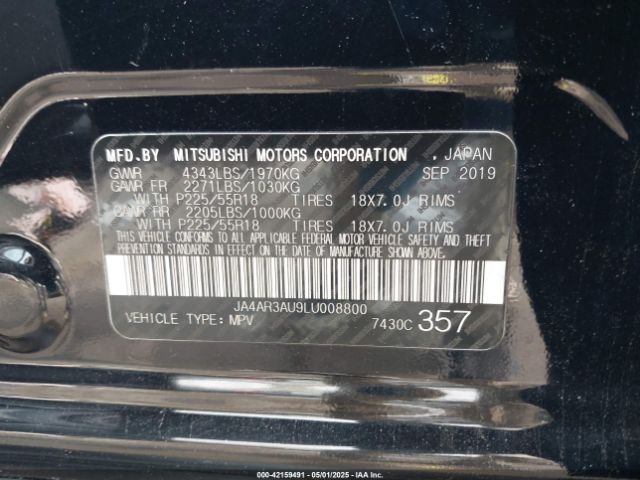 MFD.BY MITSUBISHI MOTORS CORPORATION , JAPAN
GVWR 4343LBS/1970KG SEP 2019
GAWR FR 2271LBS/1030KG
WITH P225/55R18 TIRES 18X7.0J RIMS
GAWR RR 2205LBS/1000KG
WITH P225/55R18 TIRES 18X7.0J RIMS
THIS VEHICLE CONFORMS TO ALL APPLICABLE FEDERAL MOTOR VEHICLE SAFETY AND THEFT
PREVENTION STANDARDS IN EFFECT ON THE DATE OF MANUFACTURE SHOWN ABOVE.
JA4AR3AU9LU008800
VEHICLE TYPE: MPV 7430C 357
000-42159491 - 05/01/2025 - IAAI.COM